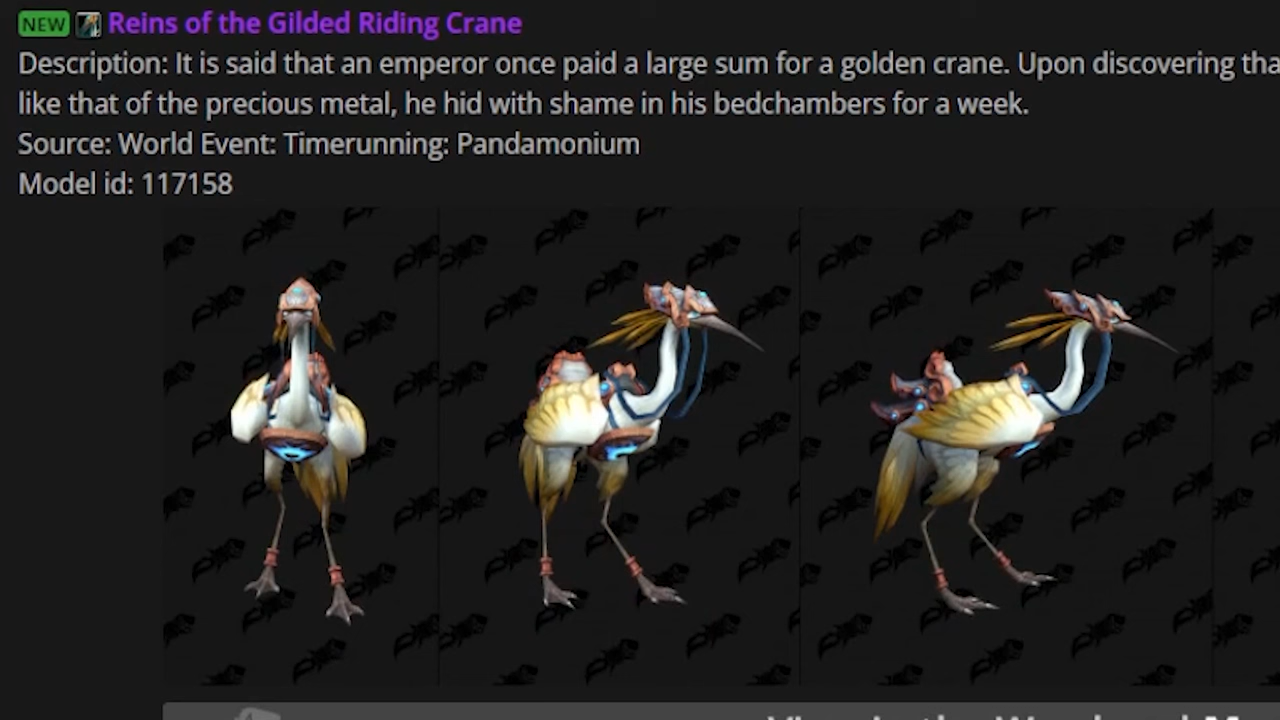 NEW Reins of the Gilded Riding Crane
Description: It is said that an emperor once paid a large sum for a golden crane. Upon discovering tha
like that of the precious metal, he hid with shame in his bedchambers for a week.
Source: World Event: Timerunning: Pandamonium
Model id: 117158